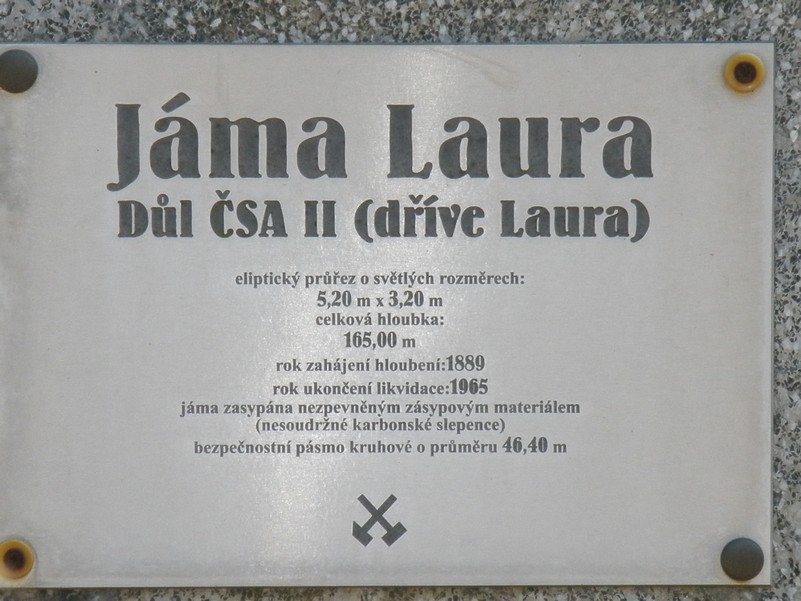 Jáma Laura
Důl ČSA II (dříve Laura)
eliptický průřez o světlých rozměrech:
5,20 m x 3,20 m
celková hloubka:
165,00 m
rok zahájení hloubení:1889
rok ukončení likvidace:1965
jáma zasypána nezpevněným zásypovým materiálem
(nesoudržné karbonské slepence)
bezpečnostní pásmo kruhové o průměru 46,40 m